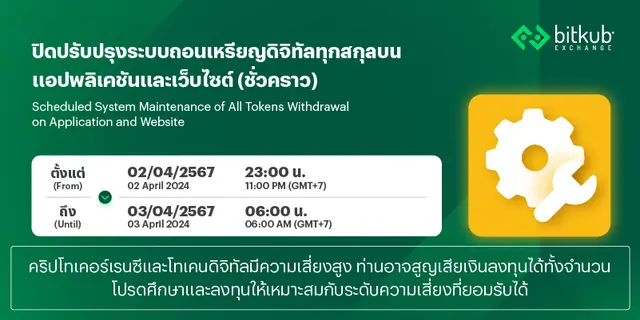 bitkub
EXCHANGE
ปิดปรับปรุงระบบถอนเหรียญดิจิทัลทุกสกุลบน
แอปพลิเคชันและเว็บไซต์ (ชั่วคราว)
Scheduled System Maintenance of All Tokens Withdrawal
on Application and Website
ตั้งแต่ 02/04/2567 23:00 น.
(From) 02 April 2024 11:00 PM (GMT+7)
ถึง 03/04/2567 06:00 น.
(Until) 03 April 2024 06:00 AM (GMT+7)
คริปโทเคอร์เรนซีและโทเคนดิจิทัลมีความเสี่ยงสูง ท่านอาจสูญเสียเงินลงทุนได้ทั้งจำนวน
โปรดศึกษาและลงทุนให้เหมาะสมกับระดับความเสี่ยงที่ยอมรับได้